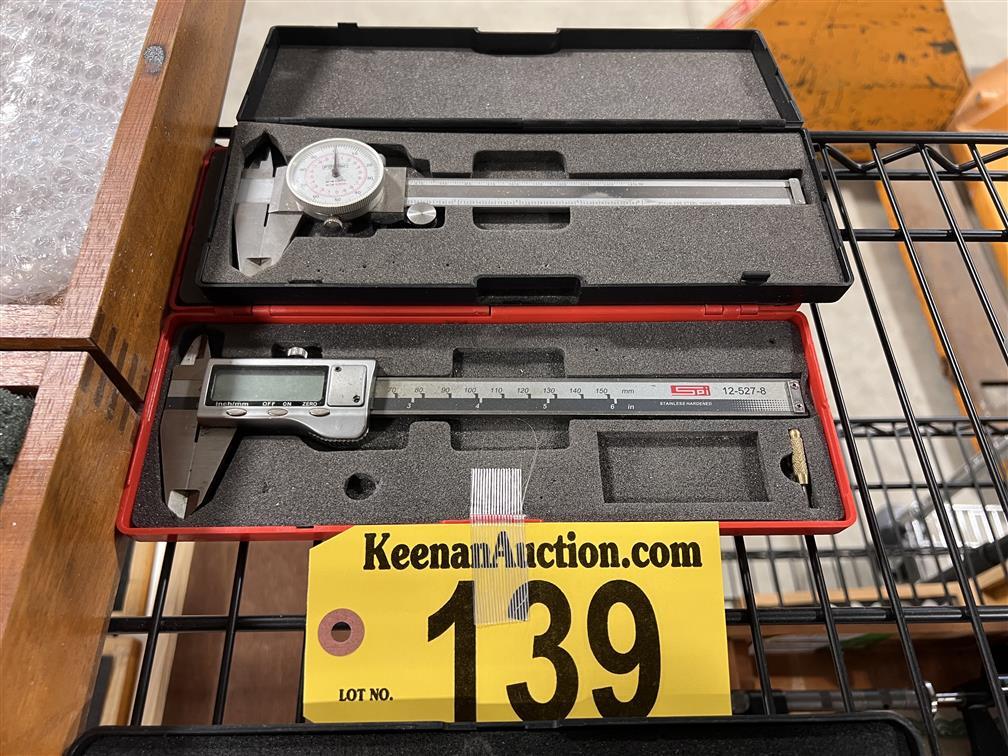 70 80 90 100 110 120 130 140 150 mm
3 4 5 6 in
SPI 12-527-8
STAINLESS HARDENED
inch/mm OFF ON ZERO
KeenanAuction.com
139
LOT NO.